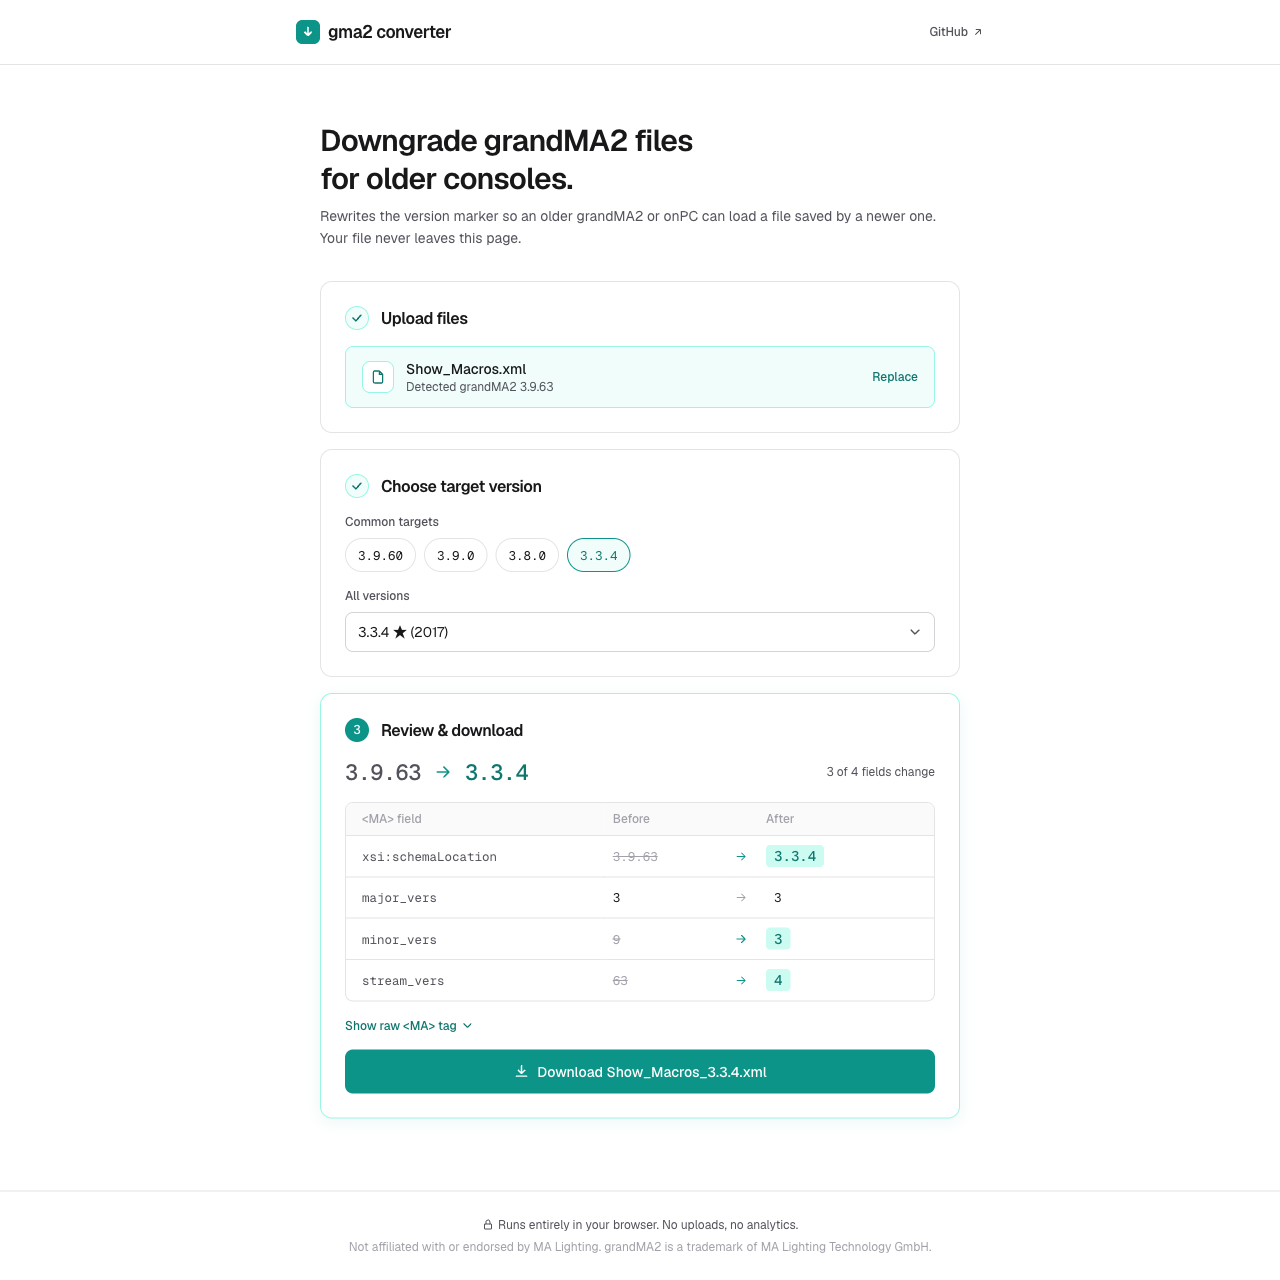 gma2 converter
GitHub ↗
Downgrade grandMA2 files
for older consoles.
Rewrites the version marker so an older grandMA2 or onPC can load a file saved by a newer one.
Your file never leaves this page.
Upload files
Show_Macros.xml
Detected grandMA2 3.9.63
Replace
Choose target version
Common targets
3.9.60 3.9.0 3.8.0 3.3.4
All versions
3.3.4 ★ (2017)
3 Review & download
3.9.63 → 3.3.4 3 of 4 fields change
<MA> field Before After
xsi:schemaLocation 3.9.63 → 3.3.4
major_vers 3 → 3
minor_vers 9 → 3
stream_vers 63 → 4
Show raw <MA> tag
Download Show_Macros_3.3.4.xml
Runs entirely in your browser. No uploads, no analytics.
Not affiliated with or endorsed by MA Lighting. grandMA2 is a trademark of MA Lighting Technology GmbH.